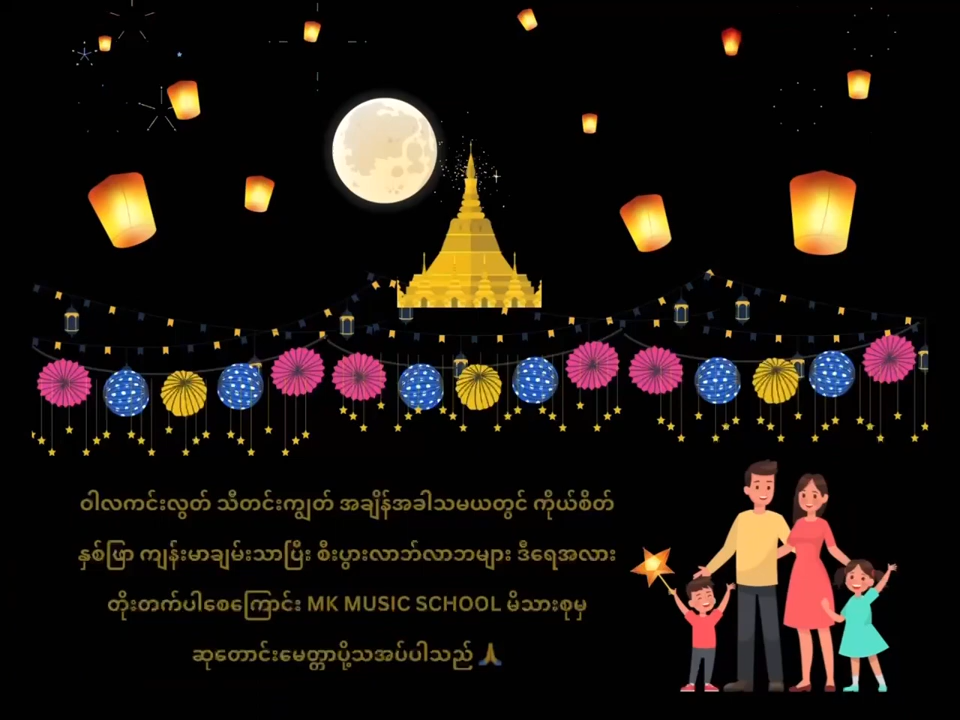 ဝါလကင်းလွတ် သီတင်းကျွတ် အချိန်အခါသမယတွင် ကိုယ်စိတ်
နှစ်ဖြာ ကျန်းမာချမ်းသာပြီး စီးပွားလာဘ်လာဘများ ဒီရေအလား
တိုးတက်ပါစေကြောင်း MK MUSIC SCHOOL မိသားစုမှ
ဆုတောင်းမေတ္တာပို့သအပ်ပါသည် 🙏